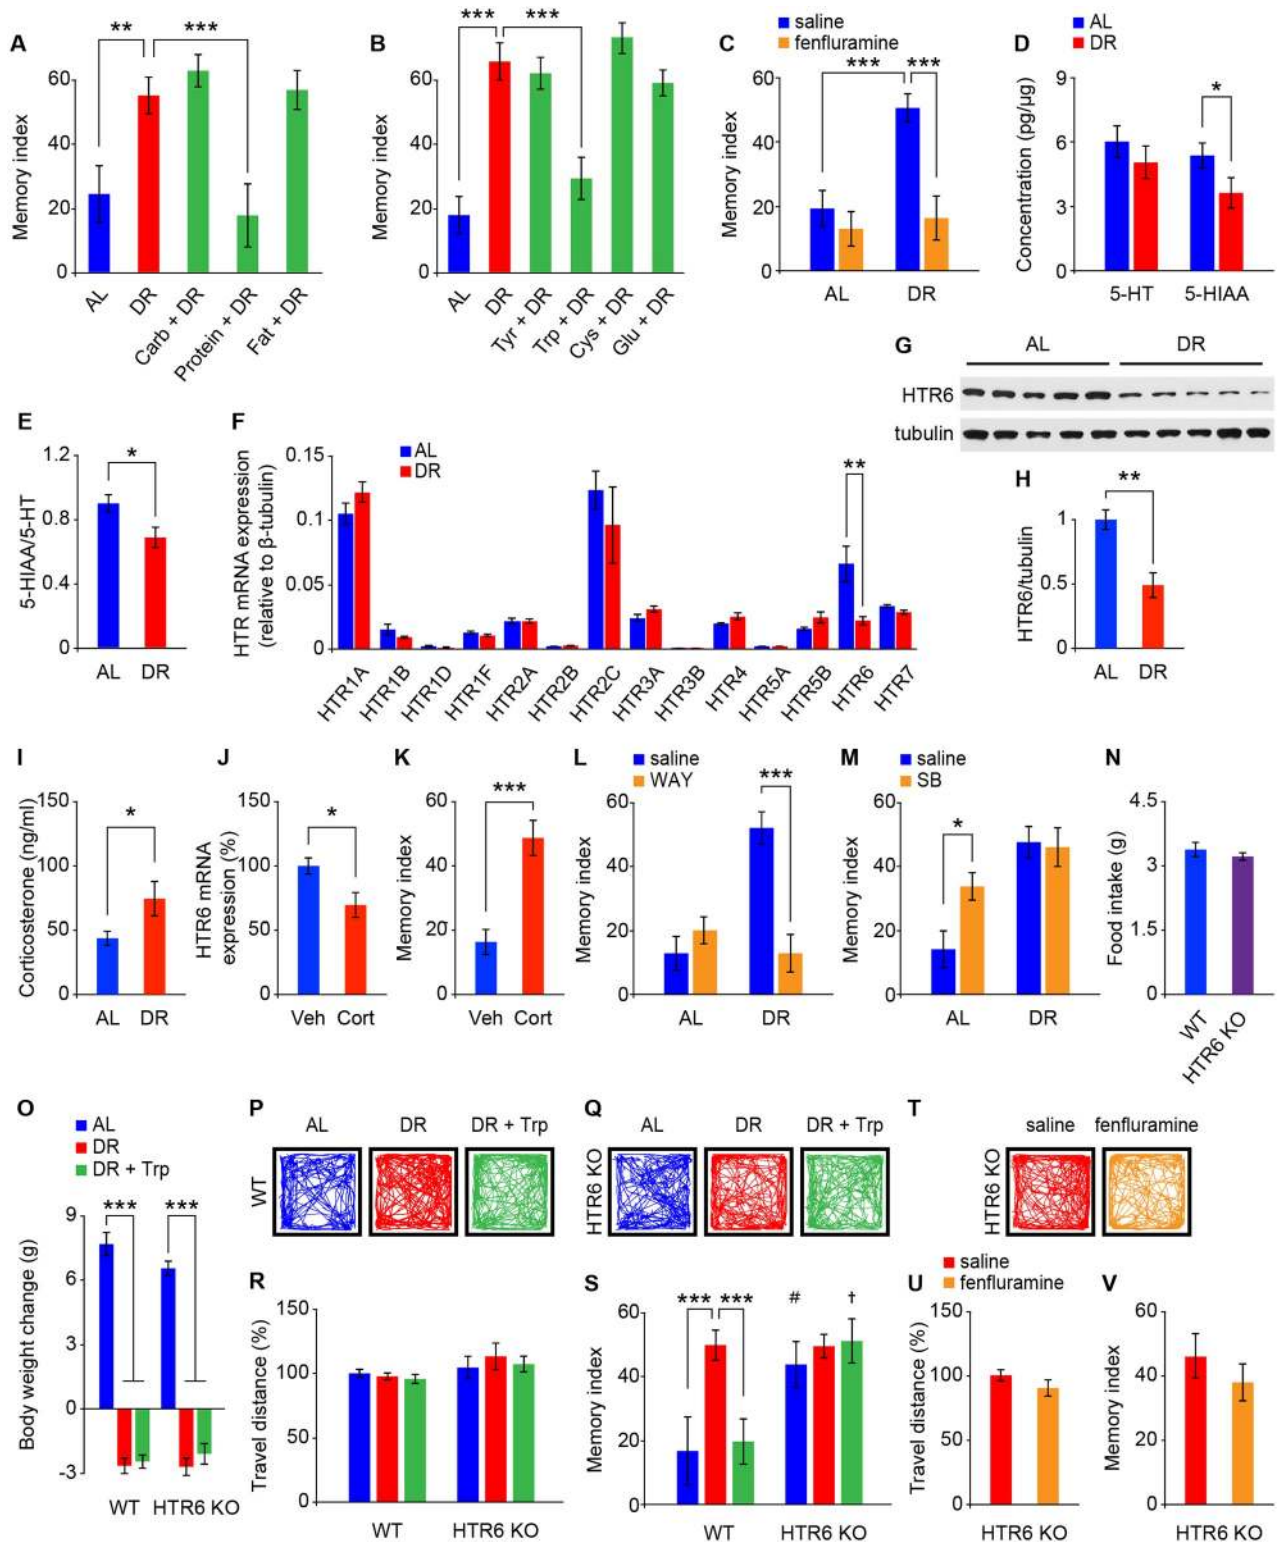 A
** ***
Memory index
60
40
20
0
AL
DR
Carb + DR
Protein + DR
Fat + DR
B
*** ***
Memory index
60
40
20
0
AL
DR
Tyr + DR
Trp + DR
Cys + DR
Glu + DR
C
saline
fenfluramine
*** ***
Memory index
60
40
20
0
AL DR
D
AL
DR
*
Concentration (pg/µg)
9
6
3
0
5-HT 5-HIAA
E
*
5-HIAA/5-HT
1.2
0.8
0.4
0
AL DR
F
AL
DR
**
HTR mRNA expression
(relative to β-tubulin)
0.15
0.1
0.05
0
HTR1A
HTR1B
HTR1D
HTR1F
HTR2A
HTR2B
HTR2C
HTR3A
HTR3B
HTR4
HTR5A
HTR5B
HTR6
HTR7
G
AL DR
HTR6
tubulin
H
**
HTR6/tubulin
1
0.5
0
AL DR
I
*
Corticosterone (ng/ml)
150
100
50
0
AL DR
J
*
HTR6 mRNA
expression (%)
150
100
50
0
Veh Cort
K
***
Memory index
60
40
20
0
Veh Cort
L
saline
WAY
***
Memory index
60
40
20
0
AL DR
M
saline
SB
*
Memory index
60
40
20
0
AL DR
N
Food intake (g)
4.5
3
1.5
0
WT
HTR6 KO
O
AL
DR
DR + Trp
*** ***
Body weight change (g)
9
6
3
0
-3
WT HTR6 KO
P
AL DR DR + Trp
WT
Q
AL DR DR + Trp
HTR6 KO
T
saline fenfluramine
HTR6 KO
R
Travel distance (%)
150
100
50
0
WT HTR6 KO
S
*** *** # †
Memory index
60
40
20
0
WT HTR6 KO
saline
fenfluramine
U
Travel distance (%)
150
100
50
0
HTR6 KO
V
Memory index
60
40
20
0
HTR6 KO